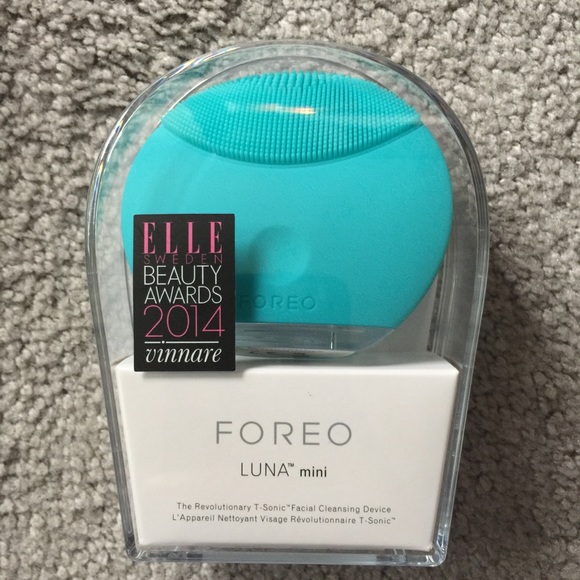 ELLE
SWEDEN
BEAUTY
AWARDS
2014
vinnare
FOREO
FOREO
LUNA™ mini
The Revolutionary T-Sonic™ Facial Cleansing Device
L'Appareil Nettoyant Visage Révolutionnaire T-Sonic™